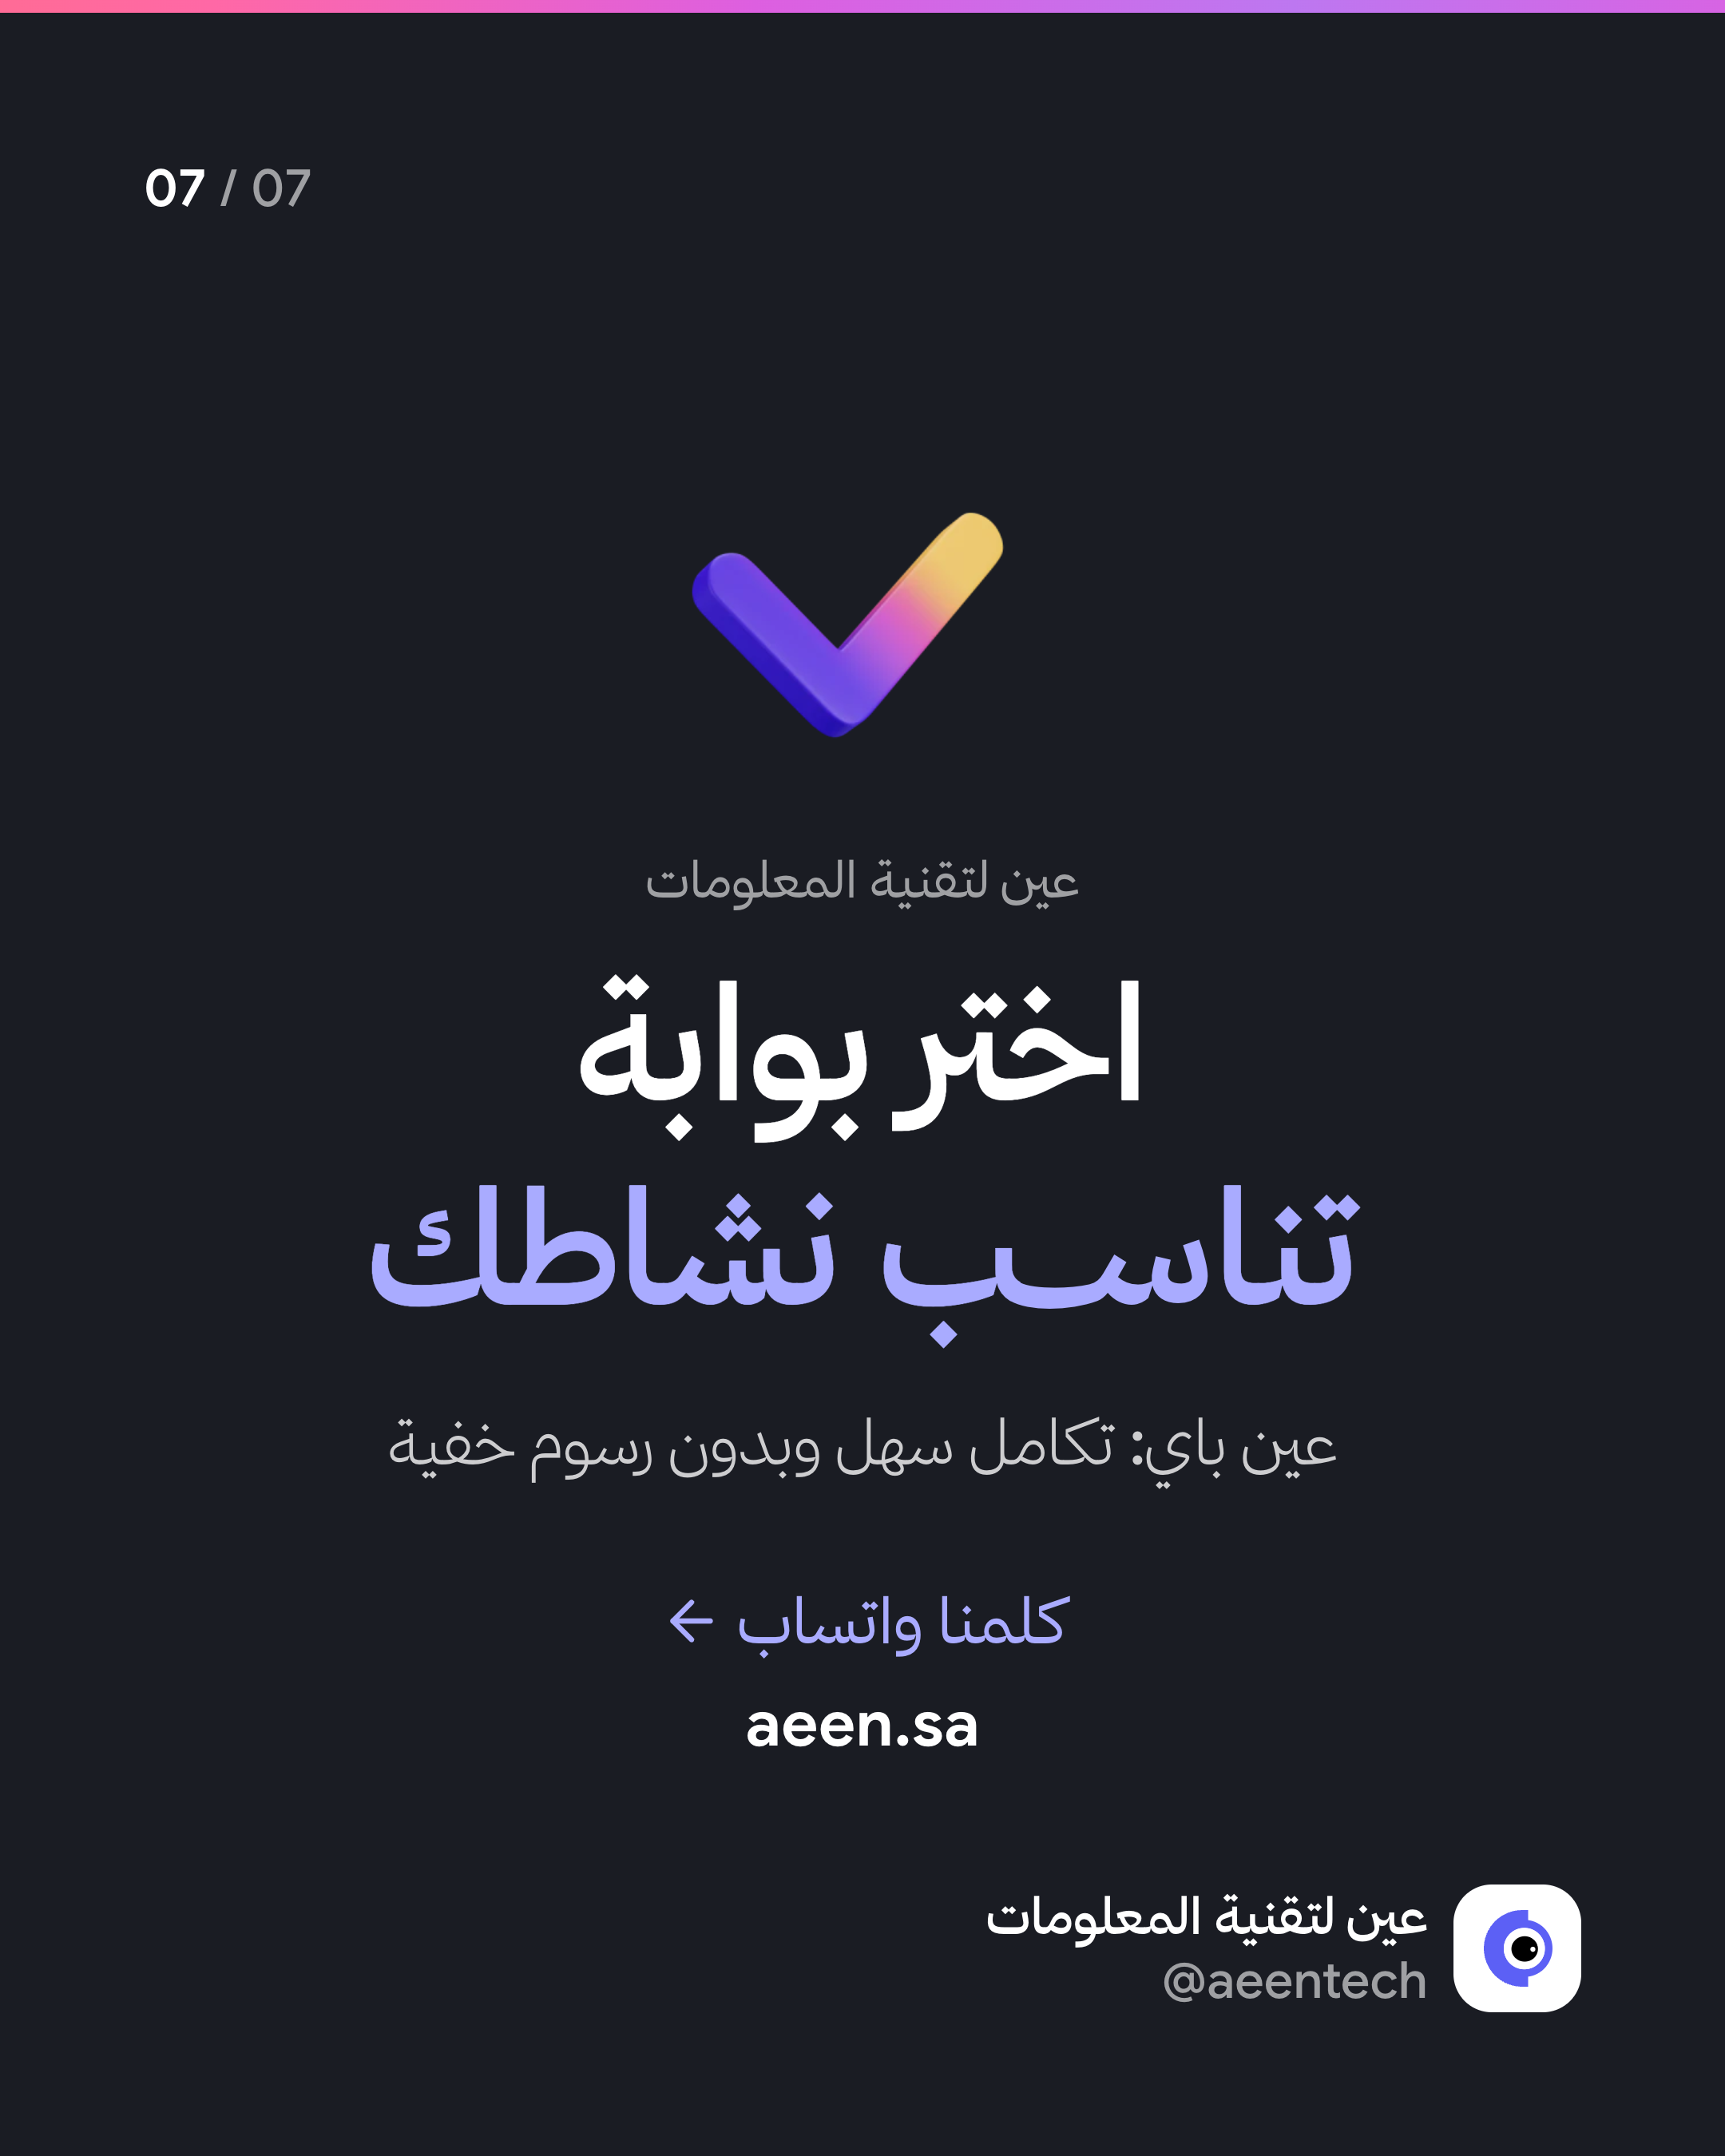 07 / 07
عين لتقنية المعلومات
اختر بوابة
تناسب نشاطك
عين باي: تكامل سهل وبدون رسوم خفية
كلمنا واتساب ←
aeen.sa
عين لتقنية المعلومات
@aeentech